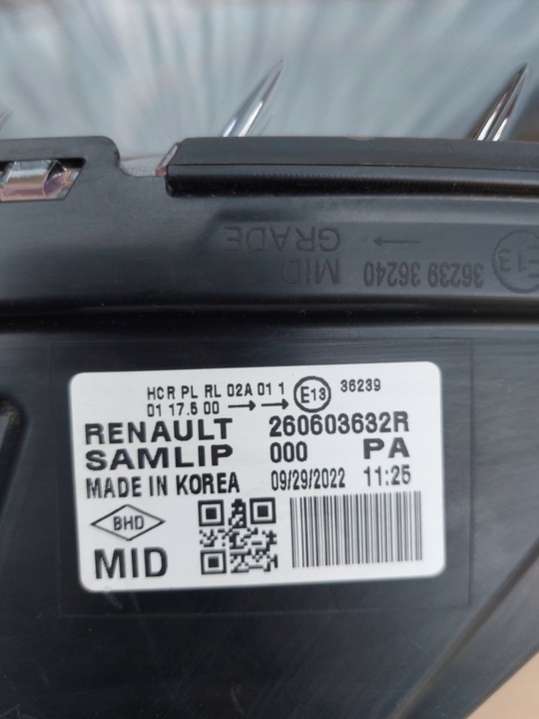 MID
GRADE
36239 36240
E13
HCR PL RL 02A 01 1 E13 36239
01 17.5 00
RENAULT 260603632R
SAMLIP 000 PA
MADE IN KOREA 09/29/2022 11:25
BHD
MID